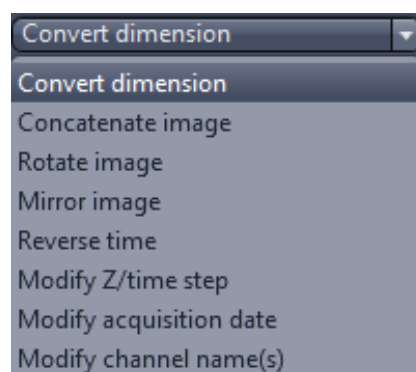 Convert dimension
Convert dimension
Concatenate image
Rotate image
Mirror image
Reverse time
Modify Z/time step
Modify acquisition date
Modify channel name(s)